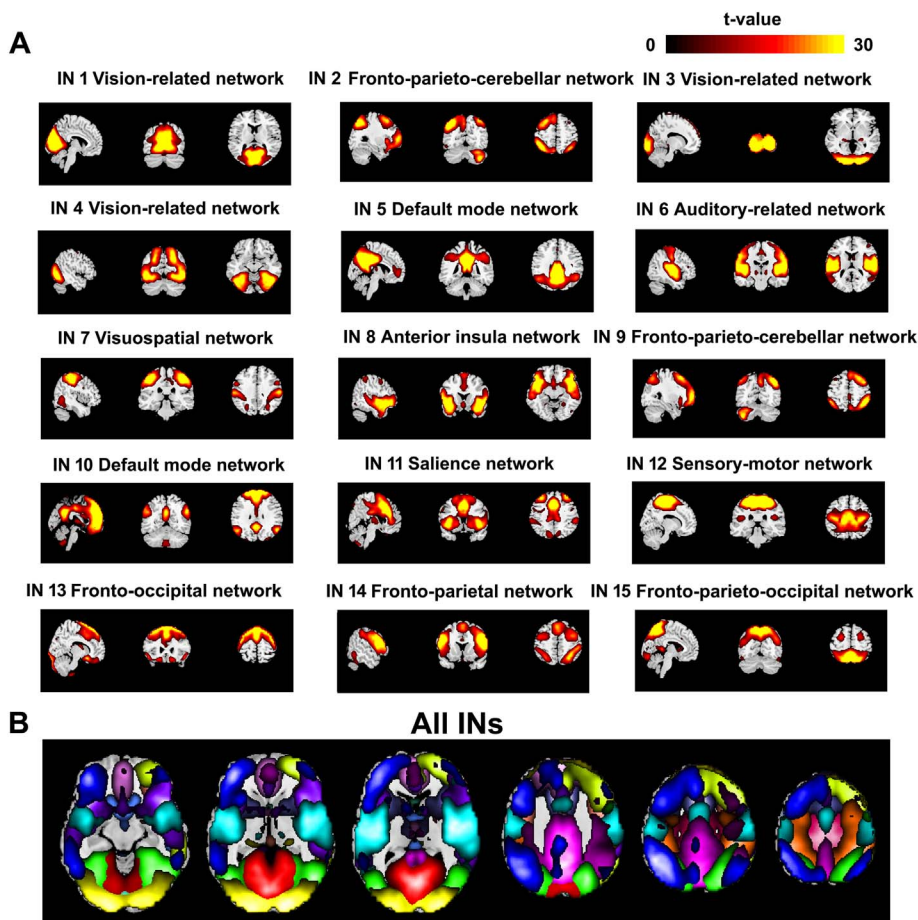 t-value
0 30
A
IN 1 Vision-related network
IN 2 Fronto-parieto-cerebellar network
IN 3 Vision-related network
IN 4 Vision-related network
IN 5 Default mode network
IN 6 Auditory-related network
IN 7 Visuospatial network
IN 8 Anterior insula network
IN 9 Fronto-parieto-cerebellar network
IN 10 Default mode network
IN 11 Salience network
IN 12 Sensory-motor network
IN 13 Fronto-occipital network
IN 14 Fronto-parietal network
IN 15 Fronto-parieto-occipital network
B
All INs